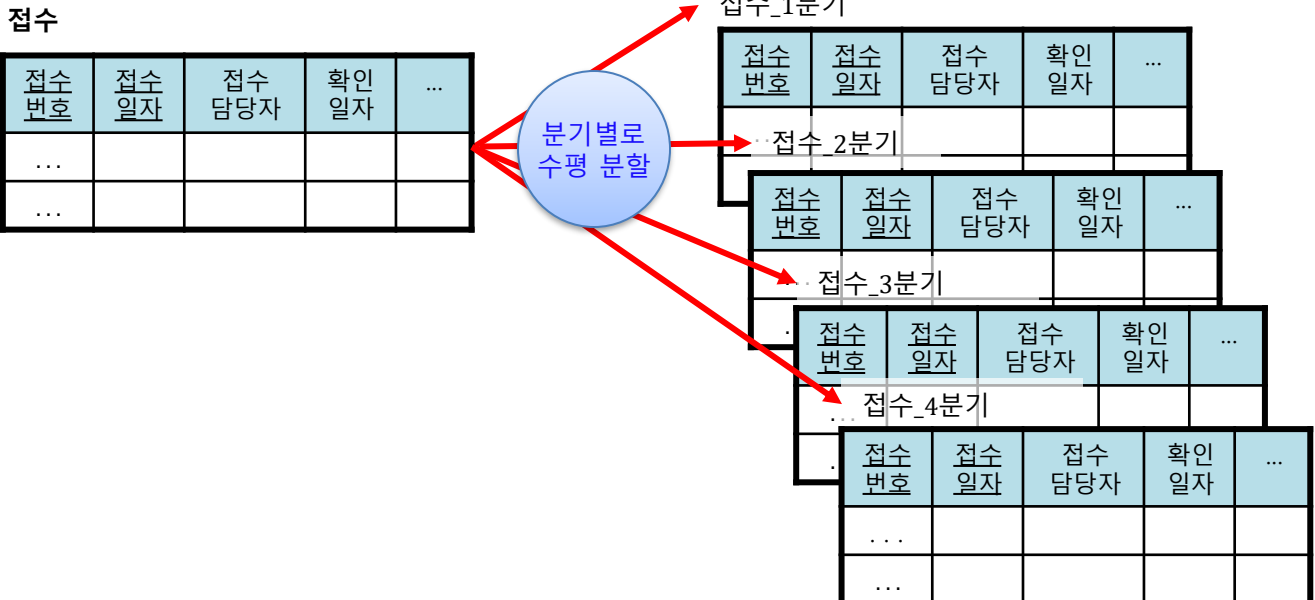 접수
접수 접수 접수 확인 ...
번호 일자 담당자 일자
...
...
분기별로
수평 분할
접수_1분기
접수 접수 접수 확인 ...
번호 일자 담당자 일자
접수_2분기
접수 접수 접수 확인 ...
번호 일자 담당자 일자
접수_3분기
접수 접수 접수 확인 ...
번호 일자 담당자 일자
...
접수_4분기
접수 접수 접수 확인 ...
번호 일자 담당자 일자
...
...